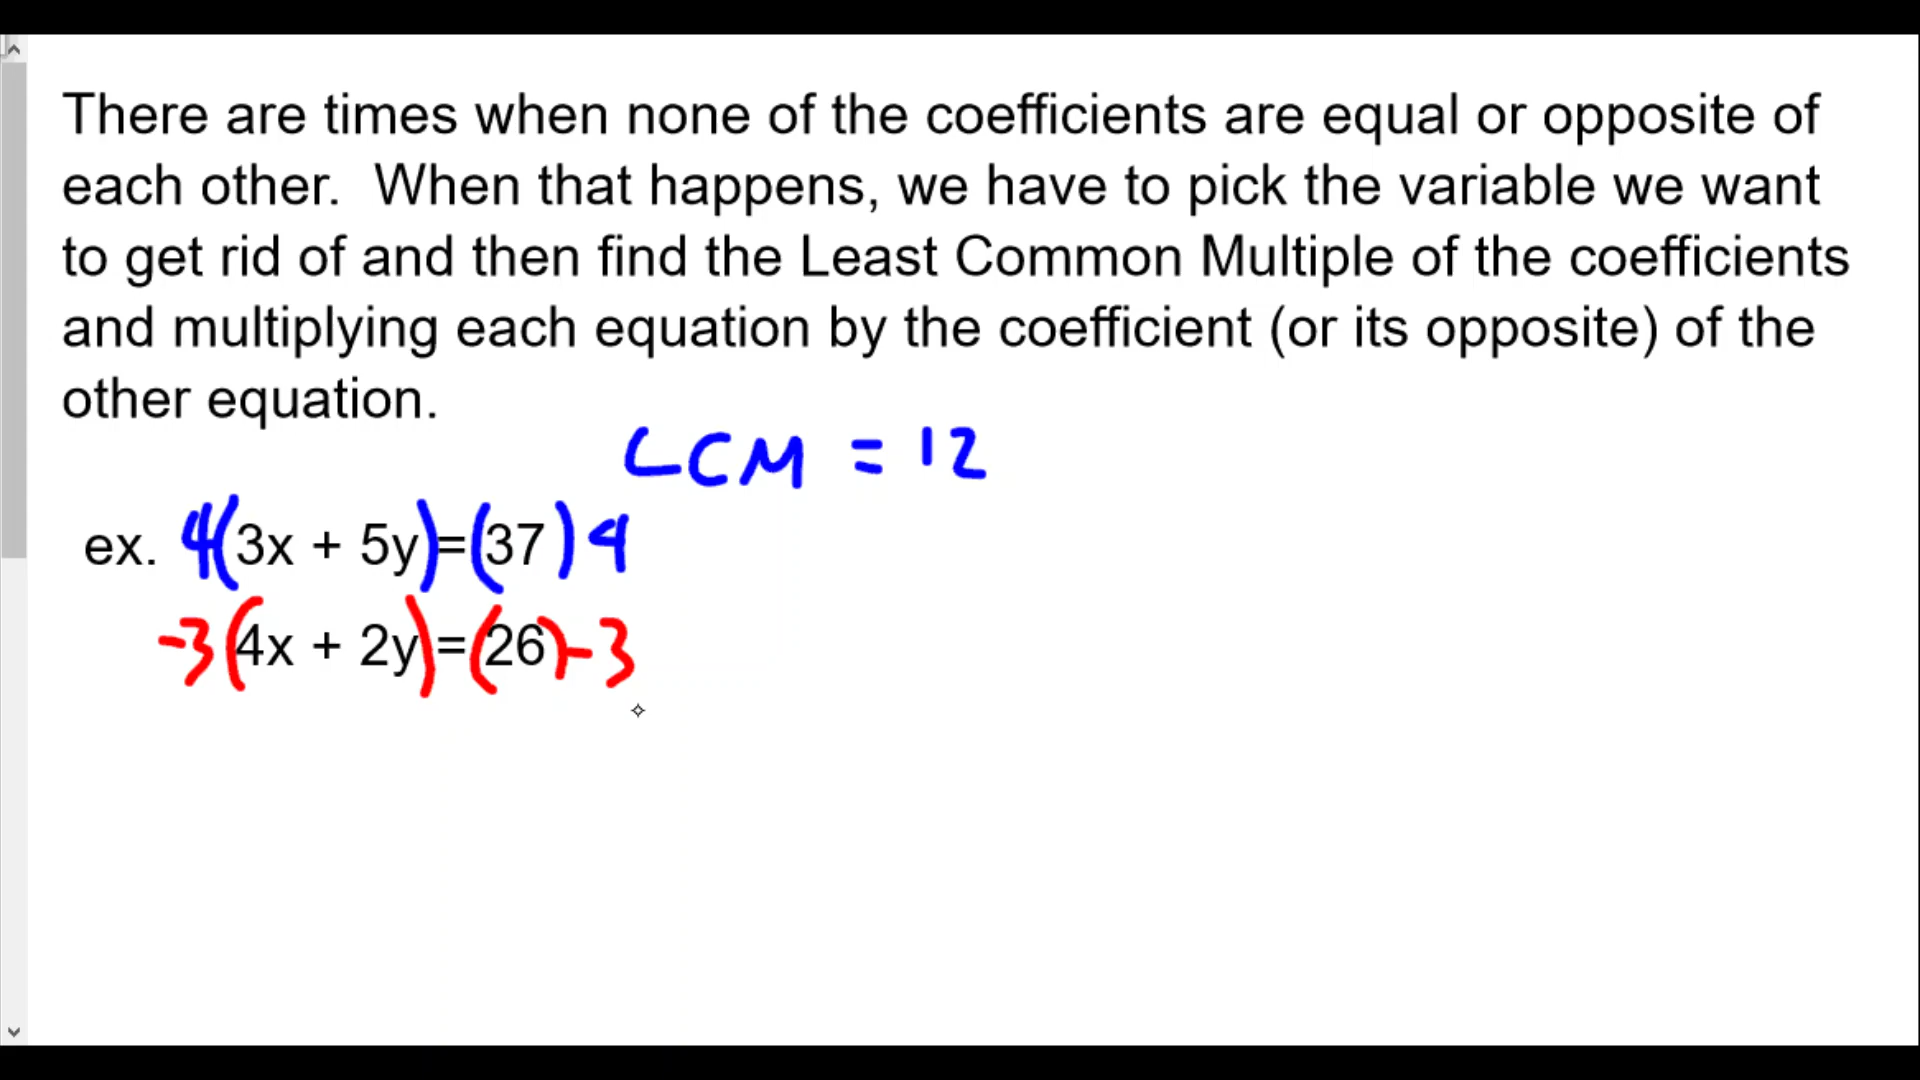 There are times when none of the coefficients are equal or opposite of
each other.  When that happens, we have to pick the variable we want
to get rid of and then find the Least Common Multiple of the coefficients
and multiplying each equation by the coefficient (or its opposite) of the
other equation.
LCM = 12
ex. 4(3x + 5y)=(37)4
-3(4x + 2y)=(26)-3